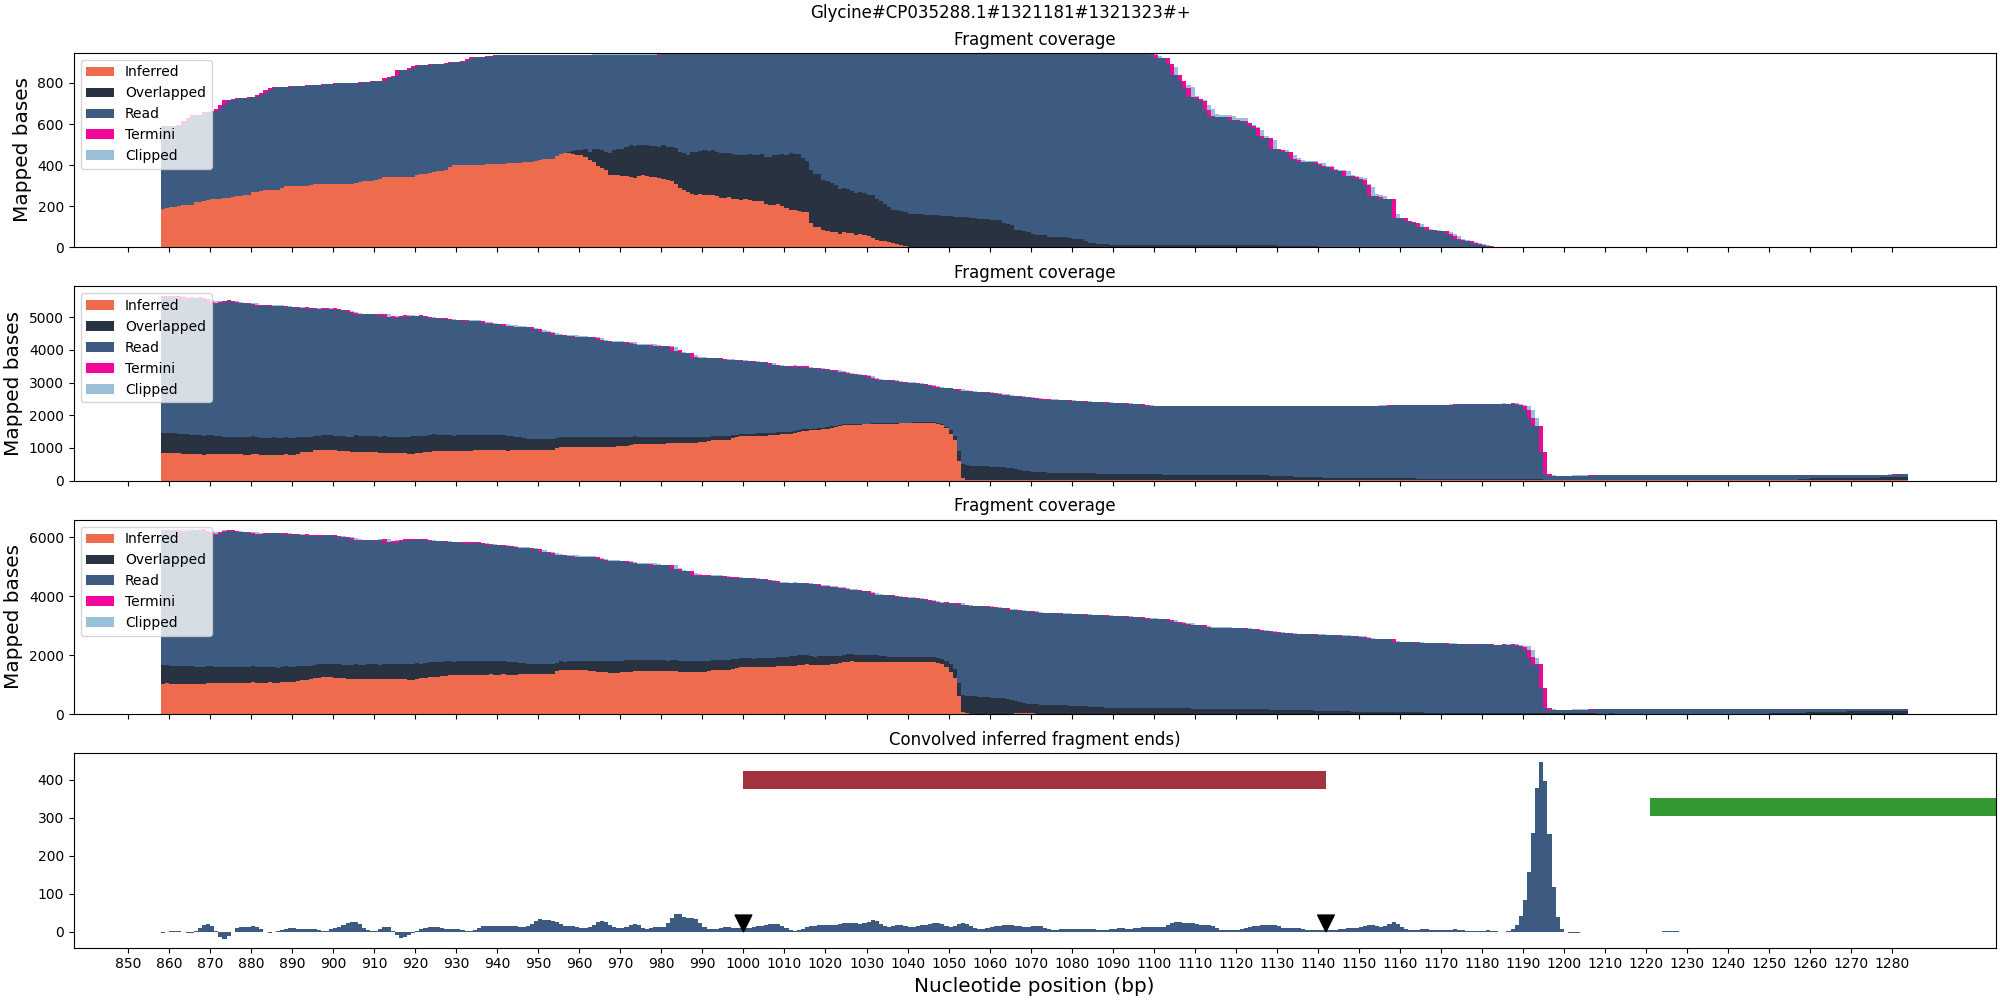 Glycine#CP035288.1#1321181#1321323#+
Fragment coverage
Mapped bases
800
600
400
200
0
Inferred
Overlapped
Read
Termini
Clipped
Fragment coverage
Mapped bases
5000
4000
3000
2000
1000
0
Inferred
Overlapped
Read
Termini
Clipped
Fragment coverage
Mapped bases
6000
4000
2000
0
Inferred
Overlapped
Read
Termini
Clipped
Convolved inferred fragment ends)
400
300
200
100
0
850 860 870 880 890 900 910 920 930 940 950 960 970 980 990 1000 1010 1020 1030 1040 1050 1060 1070 1080 1090 1100 1110 1120 1130 1140 1150 1160 1170 1180 1190 1200 1210 1220 1230 1240 1250 1260 1270 1280
Nucleotide position (bp)